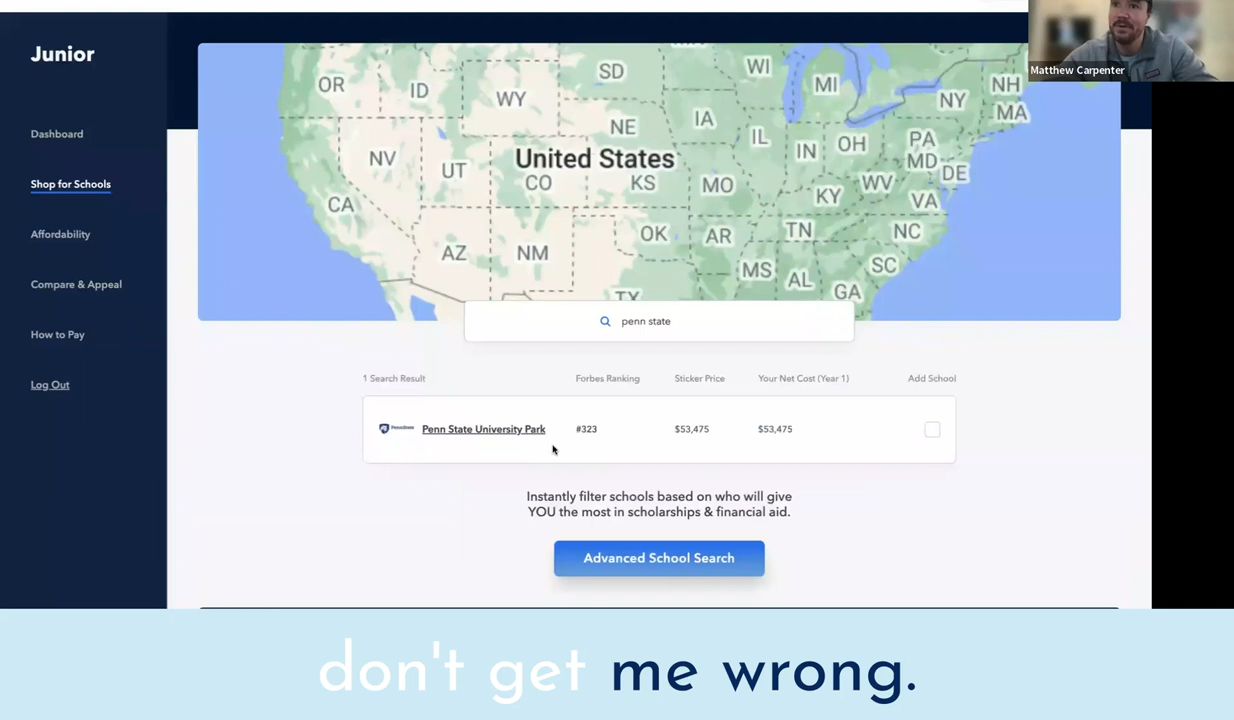 Junior
Dashboard
Shop for Schools
Affordability
Compare & Appeal
How to Pay
Log Out
OR
ID
WY
SD
WI
MI
NY
NH
MA
NE
IA
IL
IN
OH
PA
MD
DE
NV
UT
United States
CO
KS
MO
KY
WV
VA
CA
AZ
NM
OK
AR
TN
NC
MS
AL
SC
GA
TX
Matthew Carpenter
penn state
1 Search Result Forbes Ranking Sticker Price Your Net Cost (Year 1) Add School
PennState Penn State University Park #323 $53,475 $53,475
Instantly filter schools based on who will give
YOU the most in scholarships & financial aid.
Advanced School Search
don't get me wrong.